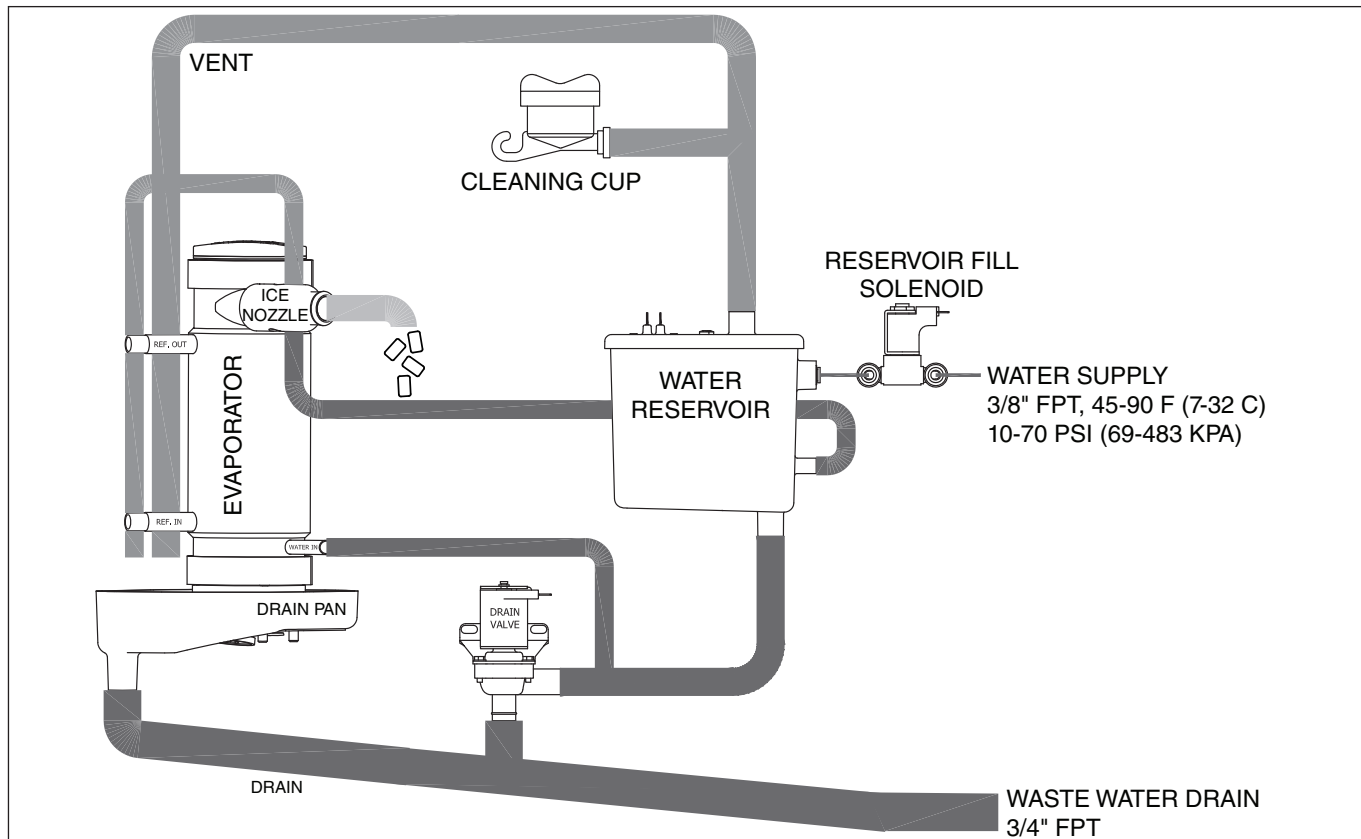 VENT
CLEANING CUP
RESERVOIR FILL
SOLENOID
ICE
NOZZLE
REF. OUT
EVAPORATOR
WATER
RESERVOIR
WATER SUPPLY
3/8" FPT, 45-90 F (7-32 C)
10-70 PSI (69-483 KPA)
REF. IN
WATER IN
DRAIN PAN
DRAIN
VALVE
DRAIN
WASTE WATER DRAIN
3/4" FPT